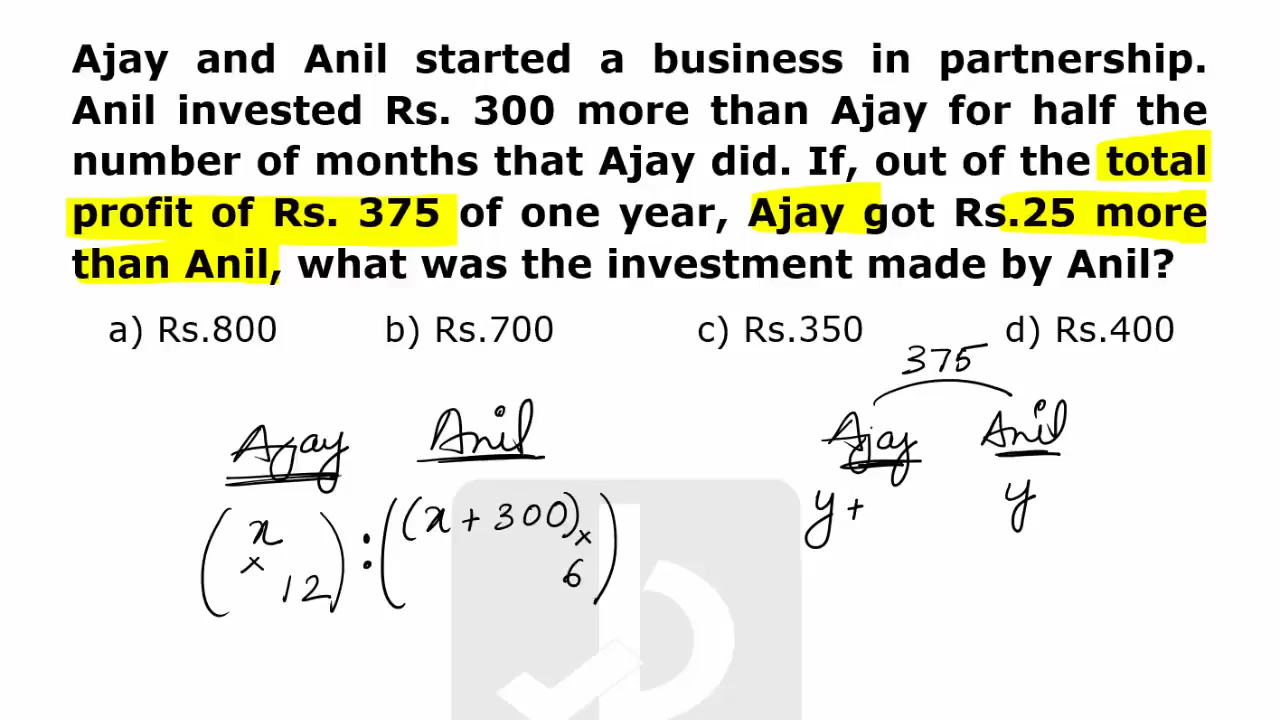 Ajay and Anil started a business in partnership.
Anil invested Rs. 300 more than Ajay for half the
number of months that Ajay did. If, out of the total
profit of Rs. 375 of one year, Ajay got Rs.25 more
than Anil, what was the investment made by Anil?
a) Rs.800 b) Rs.700 c) Rs.350 d) Rs.400
375
Ajay Anil Ajay Anil
(x × 12) : ((x + 300) × 6) y + y